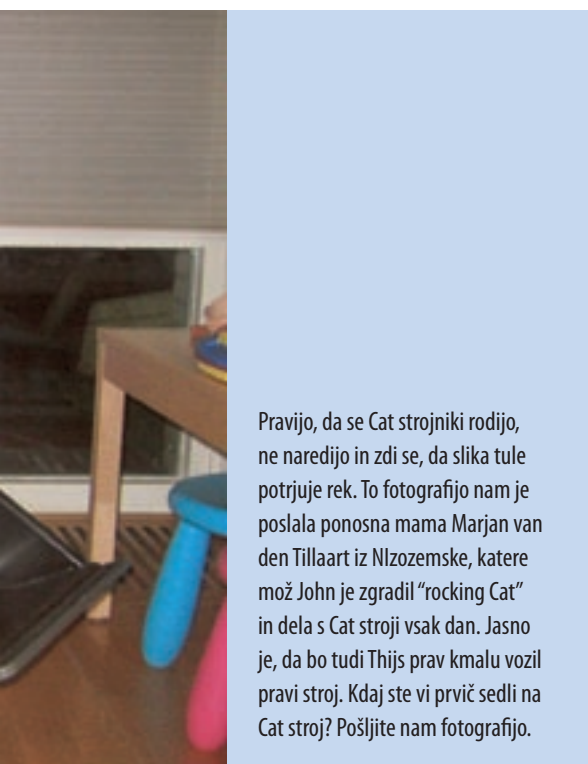 Pravijo, da se Cat strojniki rodijo,
ne naredijo in zdi se, da slika tule
potrjuje rek. To fotografijo nam je
poslala ponosna mama Marjan van
den Tillaart iz NIzozemske, katere
mož John je zgradil “rocking Cat”
in dela s Cat stroji vsak dan. Jasno
je, da bo tudi Thijs prav kmalu vozil
pravi stroj. Kdaj ste vi prvič sedli na
Cat stroj? Pošljite nam fotografijo.